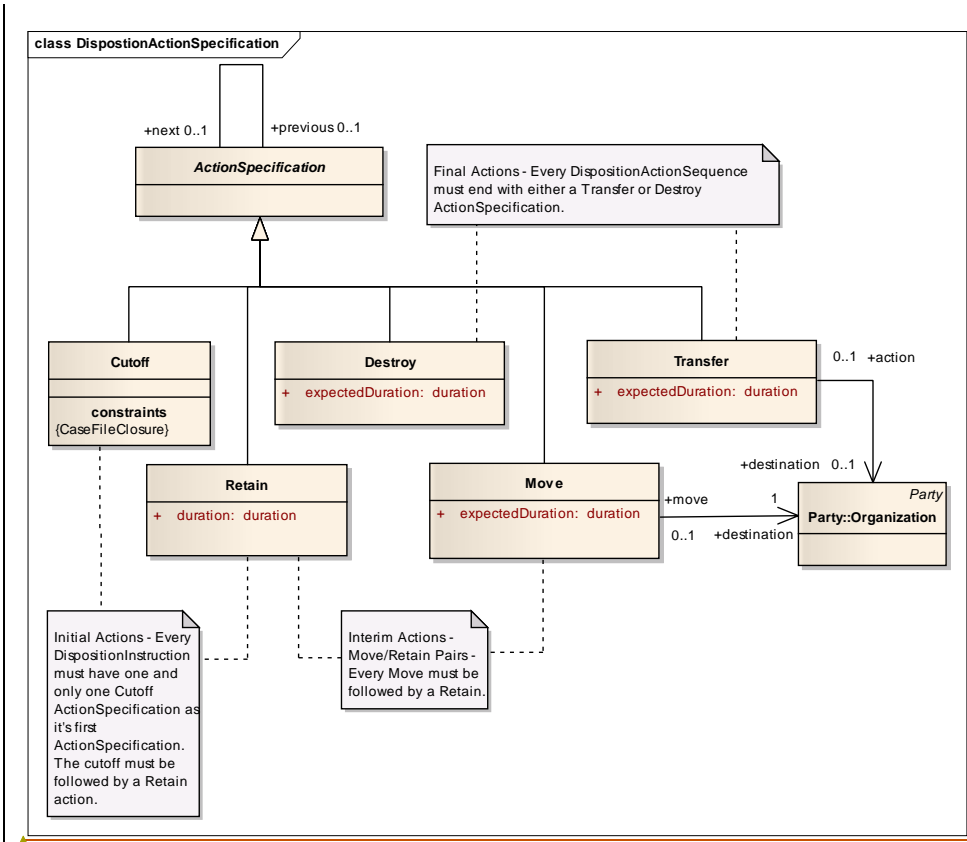 class DispostionActionSpecification
+next 0..1
+previous 0..1
ActionSpecification
Final Actions - Every DispositionActionSequence
must end with either a Transfer or Destroy
ActionSpecification.
Cutoff
constraints
{CaseFileClosure}
Destroy
+ expectedDuration: duration
Transfer
+ expectedDuration: duration
0..1 +action
+destination 0..1
Retain
+ duration: duration
Move
+ expectedDuration: duration
+move
0..1
1
+destination
Party
Party::Organization
Initial Actions - Every
DispositionInstruction
must have one and
only one Cutoff
ActionSpecification as
it's first
ActionSpecification.
The cutoff must be
followed by a Retain
action.
Interim Actions -
Move/Retain Pairs -
Every Move must be
followed by a Retain.